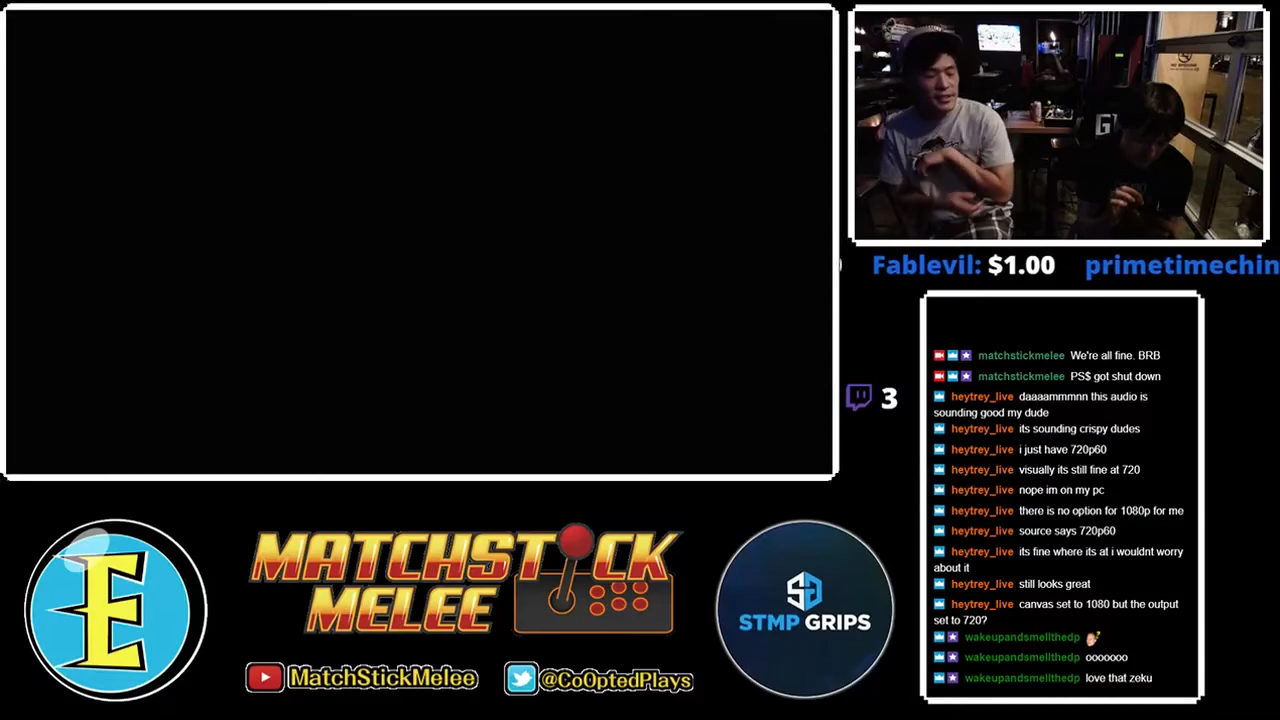 Fablevil: $1.00 primetimechin
matchstickmelee We're all fine. BRB
matchstickmelee PS$ got shut down
heytrey_live daaaammmnn this audio is
sounding good my dude
heytrey_live its sounding crispy dudes
heytrey_live i just have 720p60
heytrey_live visually its still fine at 720
heytrey_live nope im on my pc
heytrey_live there is no option for 1080p for me
heytrey_live source says 720p60
heytrey_live its fine where its at i wouldnt worry
about it
heytrey_live still looks great
heytrey_live canvas set to 1080 but the output
set to 720?
wakeupandsmellthedp
wakeupandsmellthedp ooooooo
wakeupandsmellthedp love that zeku
3
E
MATCHSTICK
MELEE
MatchStickMelee
@CoOptedPlays
SG
STMP GRIPS